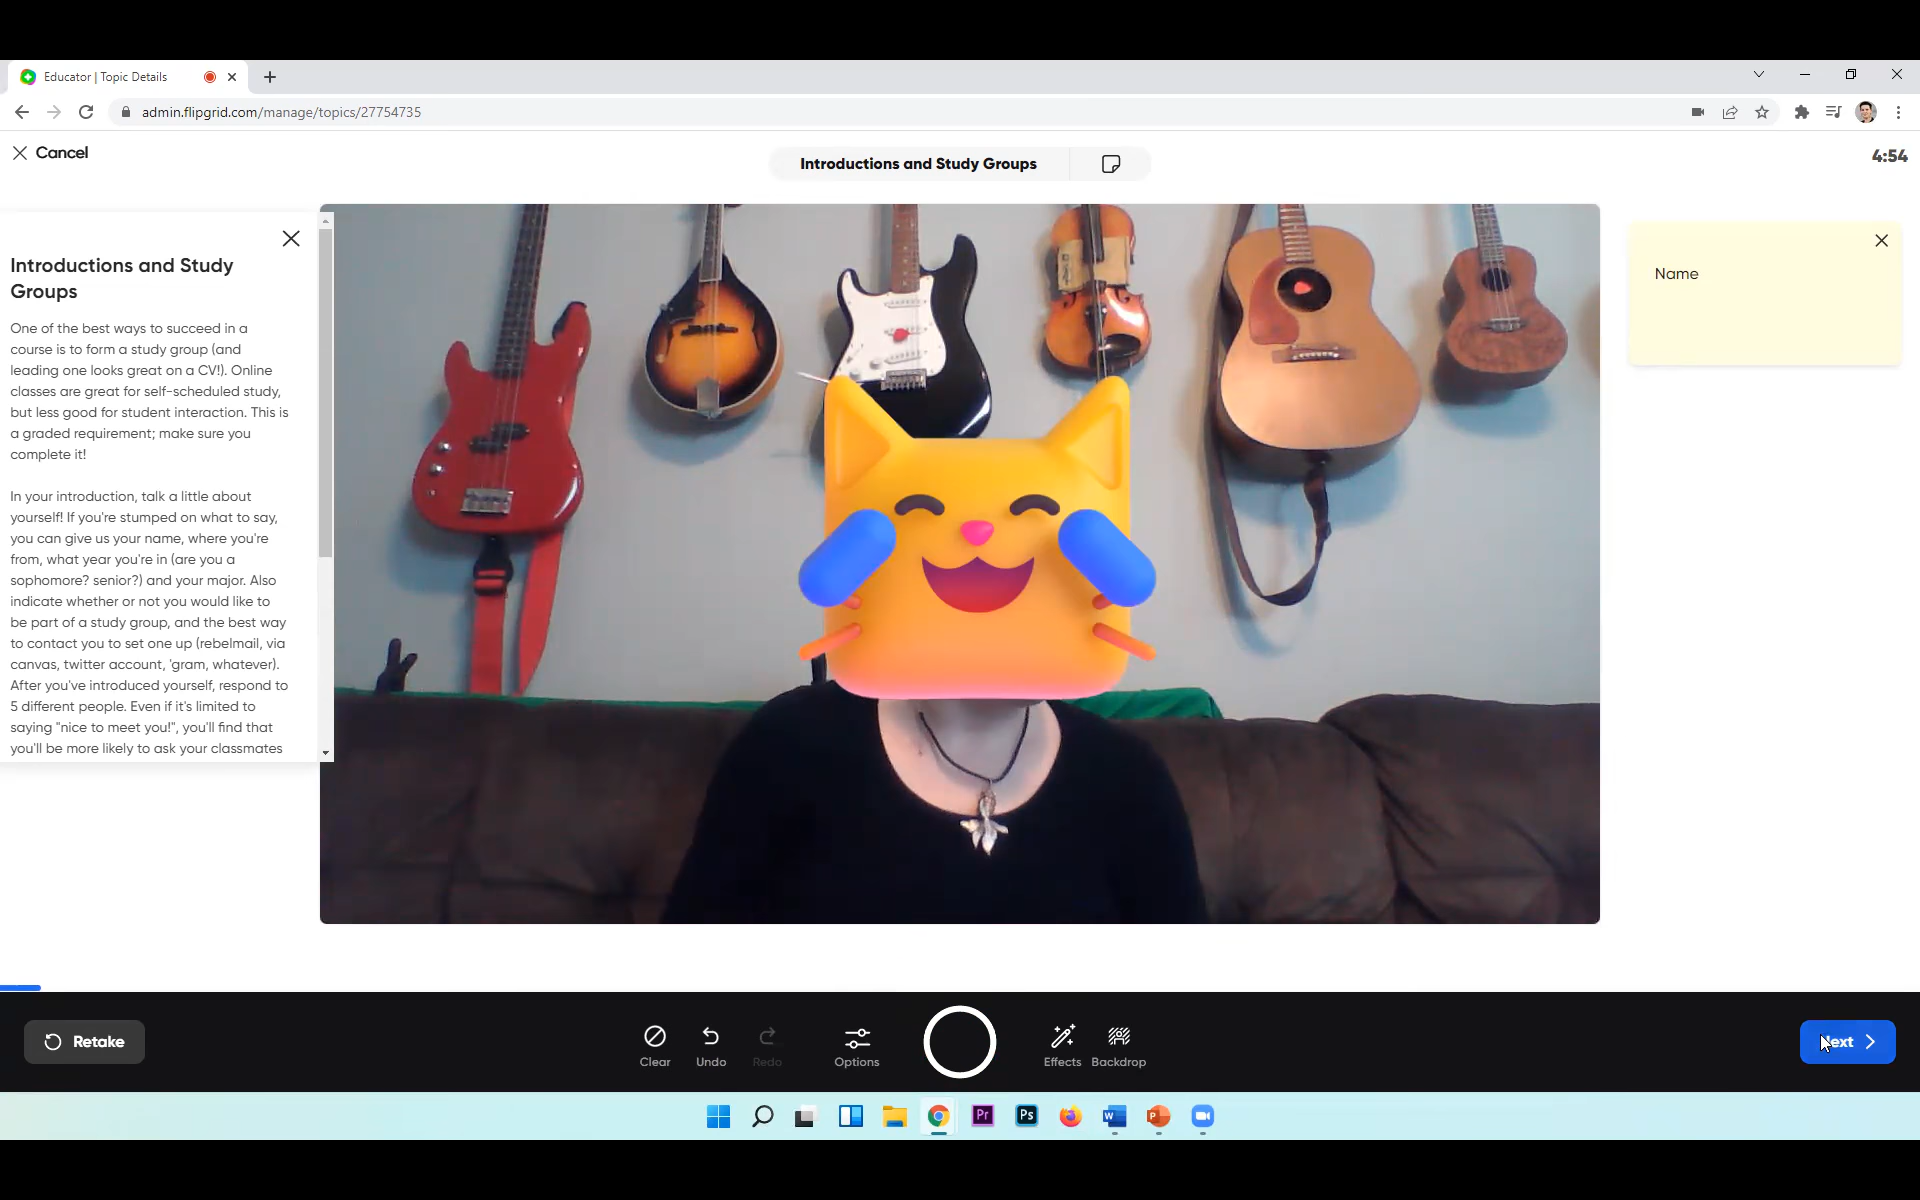 Educator | Topic Details
admin.flipgrid.com/manage/topics/27754735
Cancel
Introductions and Study Groups
4:54
Introductions and Study
Groups
One of the best ways to succeed in a
course is to form a study group (and
leading one looks great on a CV!). Online
classes are great for self-scheduled study,
but less good for student interaction. This is
a graded requirement; make sure you
complete it!
In your introduction, talk a little about
yourself! If you're stumped on what to say,
you can give us your name, where you're
from, what year you're in (are you a
sophomore? senior?) and your major. Also
indicate whether or not you would like to
be part of a study group, and the best way
to contact you to set one up (rebelmail, via
canvas, twitter account, 'gram, whatever).
After you've introduced yourself, respond to
5 different people. Even if it's limited to
saying "nice to meet you!", you'll find that
you'll be more likely to ask your classmates
Name
Retake
Clear
Undo
Redo
Options
Effects
Backdrop
Next
Pr
Ps
W
P